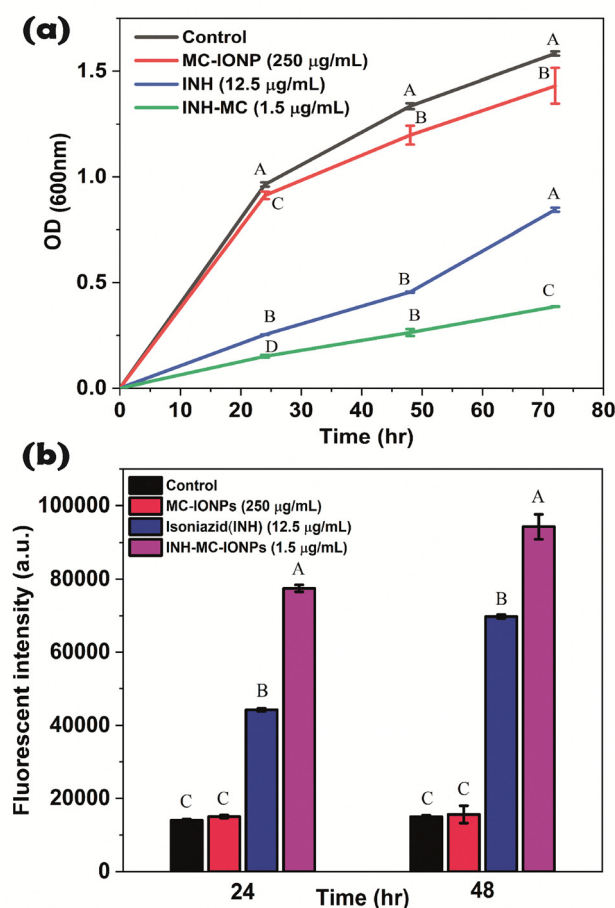 (a)
Control
MC-IONP (250 μg/mL)
INH (12.5 μg/mL)
INH-MC (1.5 μg/mL)
OD (600nm)
1.5
1.0
0.5
0.0
A
C
B
D
A
B
B
B
A
B
A
C
0 10 20 30 40 50 60 70 80
Time (hr)
(b)
Control
MC-IONPs (250 μg/mL)
Isoniazid(INH) (12.5 μg/mL)
INH-MC-IONPs (1.5 μg/mL)
Fluorescent intensity (a.u.)
100000
80000
60000
40000
20000
0
C C B A
C C B A
24 48
Time (hr)